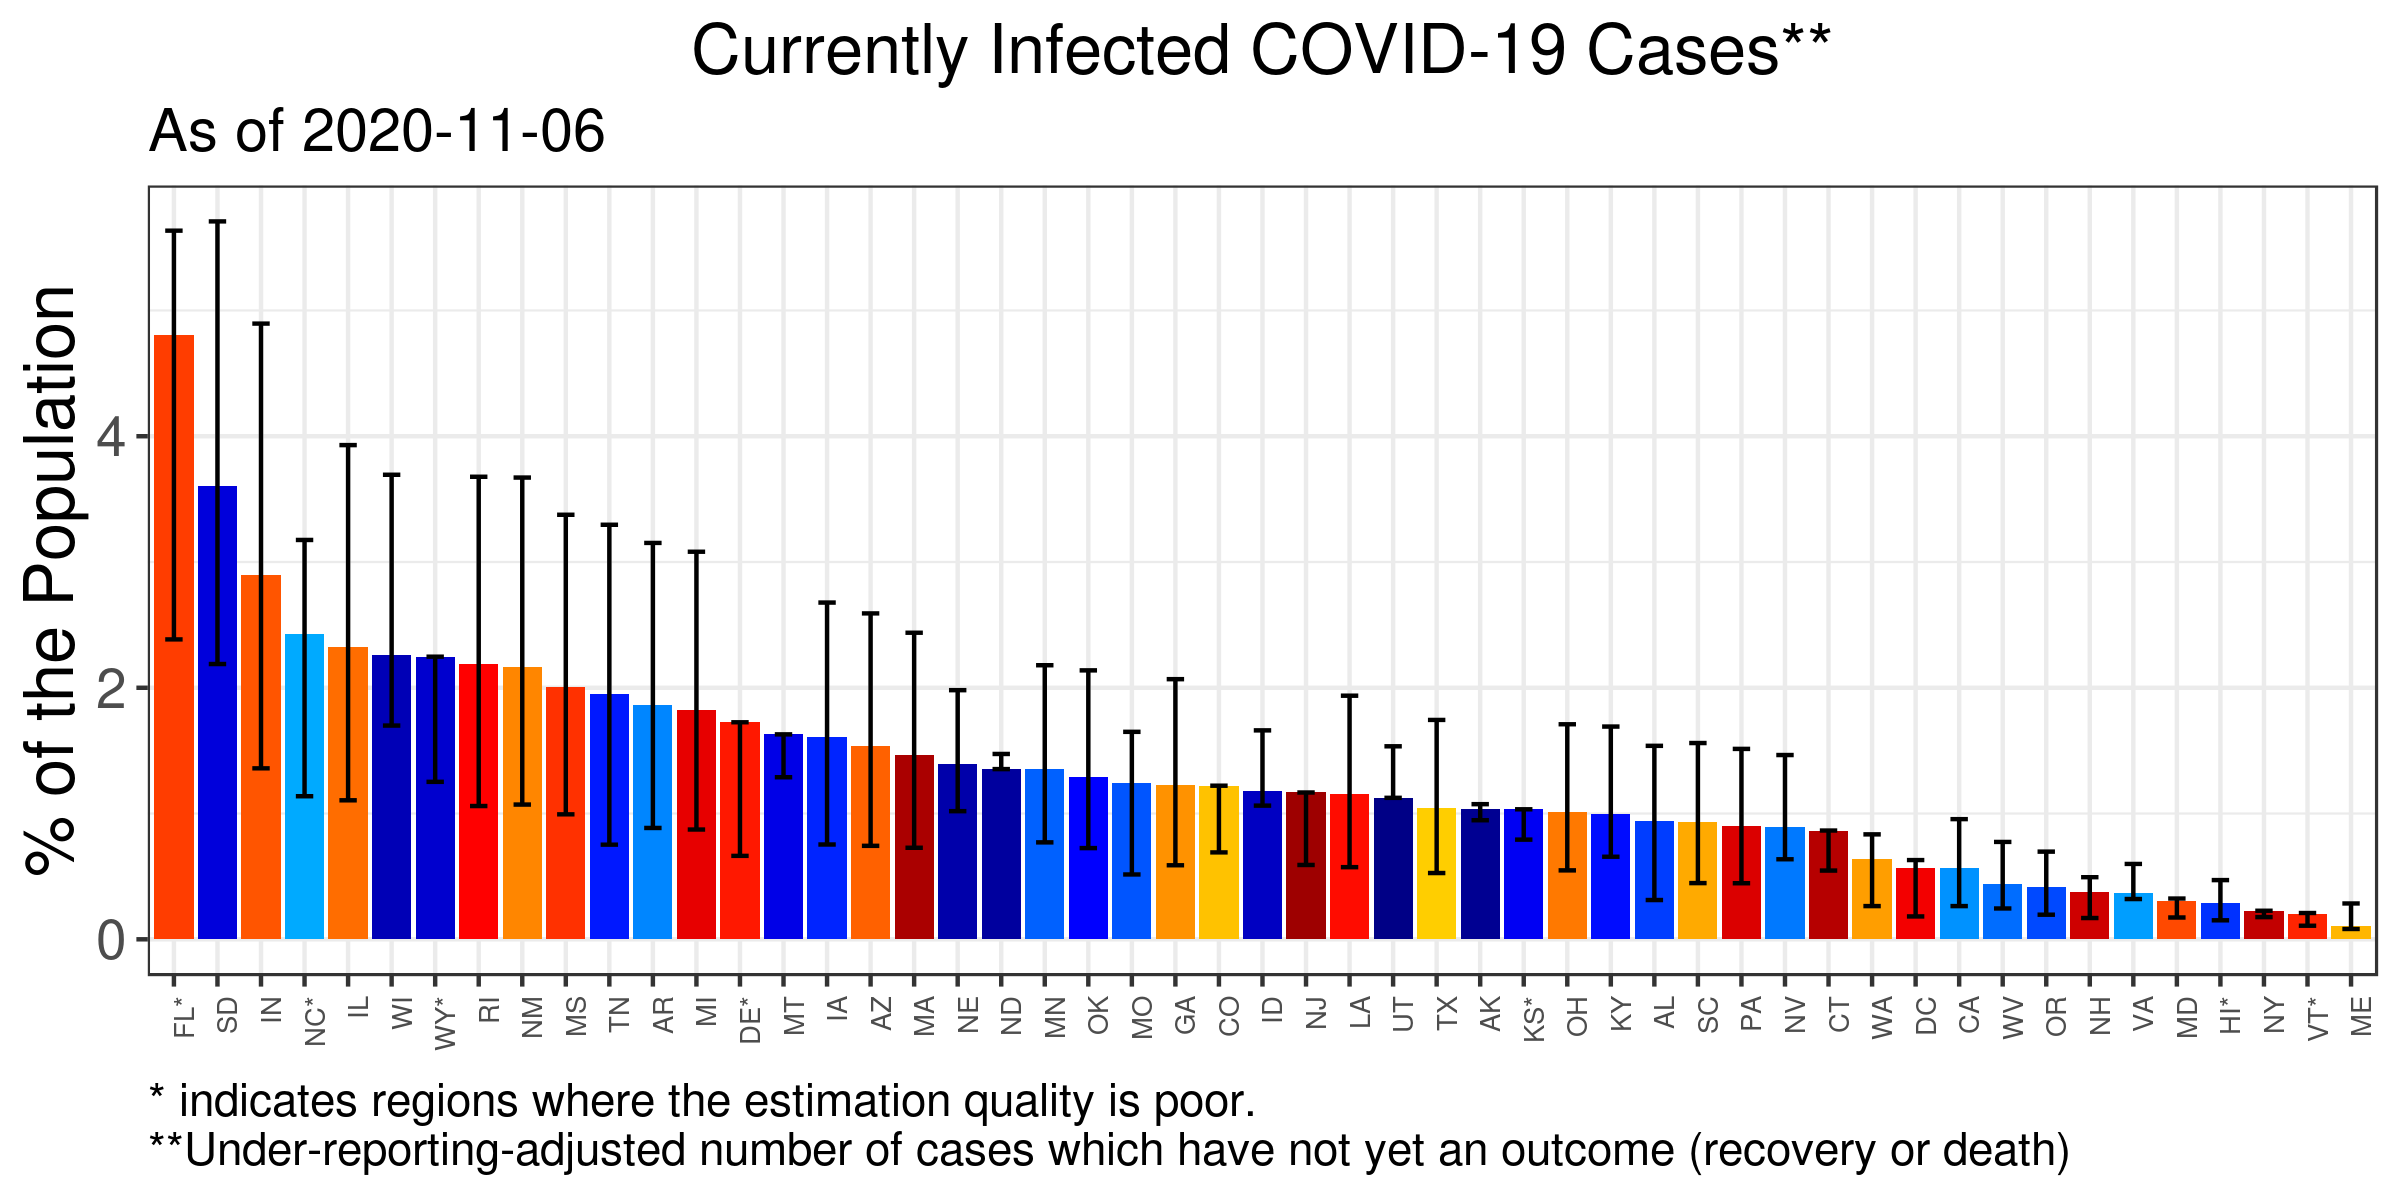 Currently Infected COVID-19 Cases**
As of 2020-11-06
% of the Population
4
2
0
FL* SD IN NC* IL WI WY* RI NM MS TN AR MI DE* MT IA AZ MA NE ND MN OK MO GA CO ID NJ LA UT TX AK KS* OH KY AL SC PA NV CT WA DC CA WV OR NH VA MD HI* NY VT* ME
* indicates regions where the estimation quality is poor.
**Under-reporting-adjusted number of cases which have not yet an outcome (recovery or death)